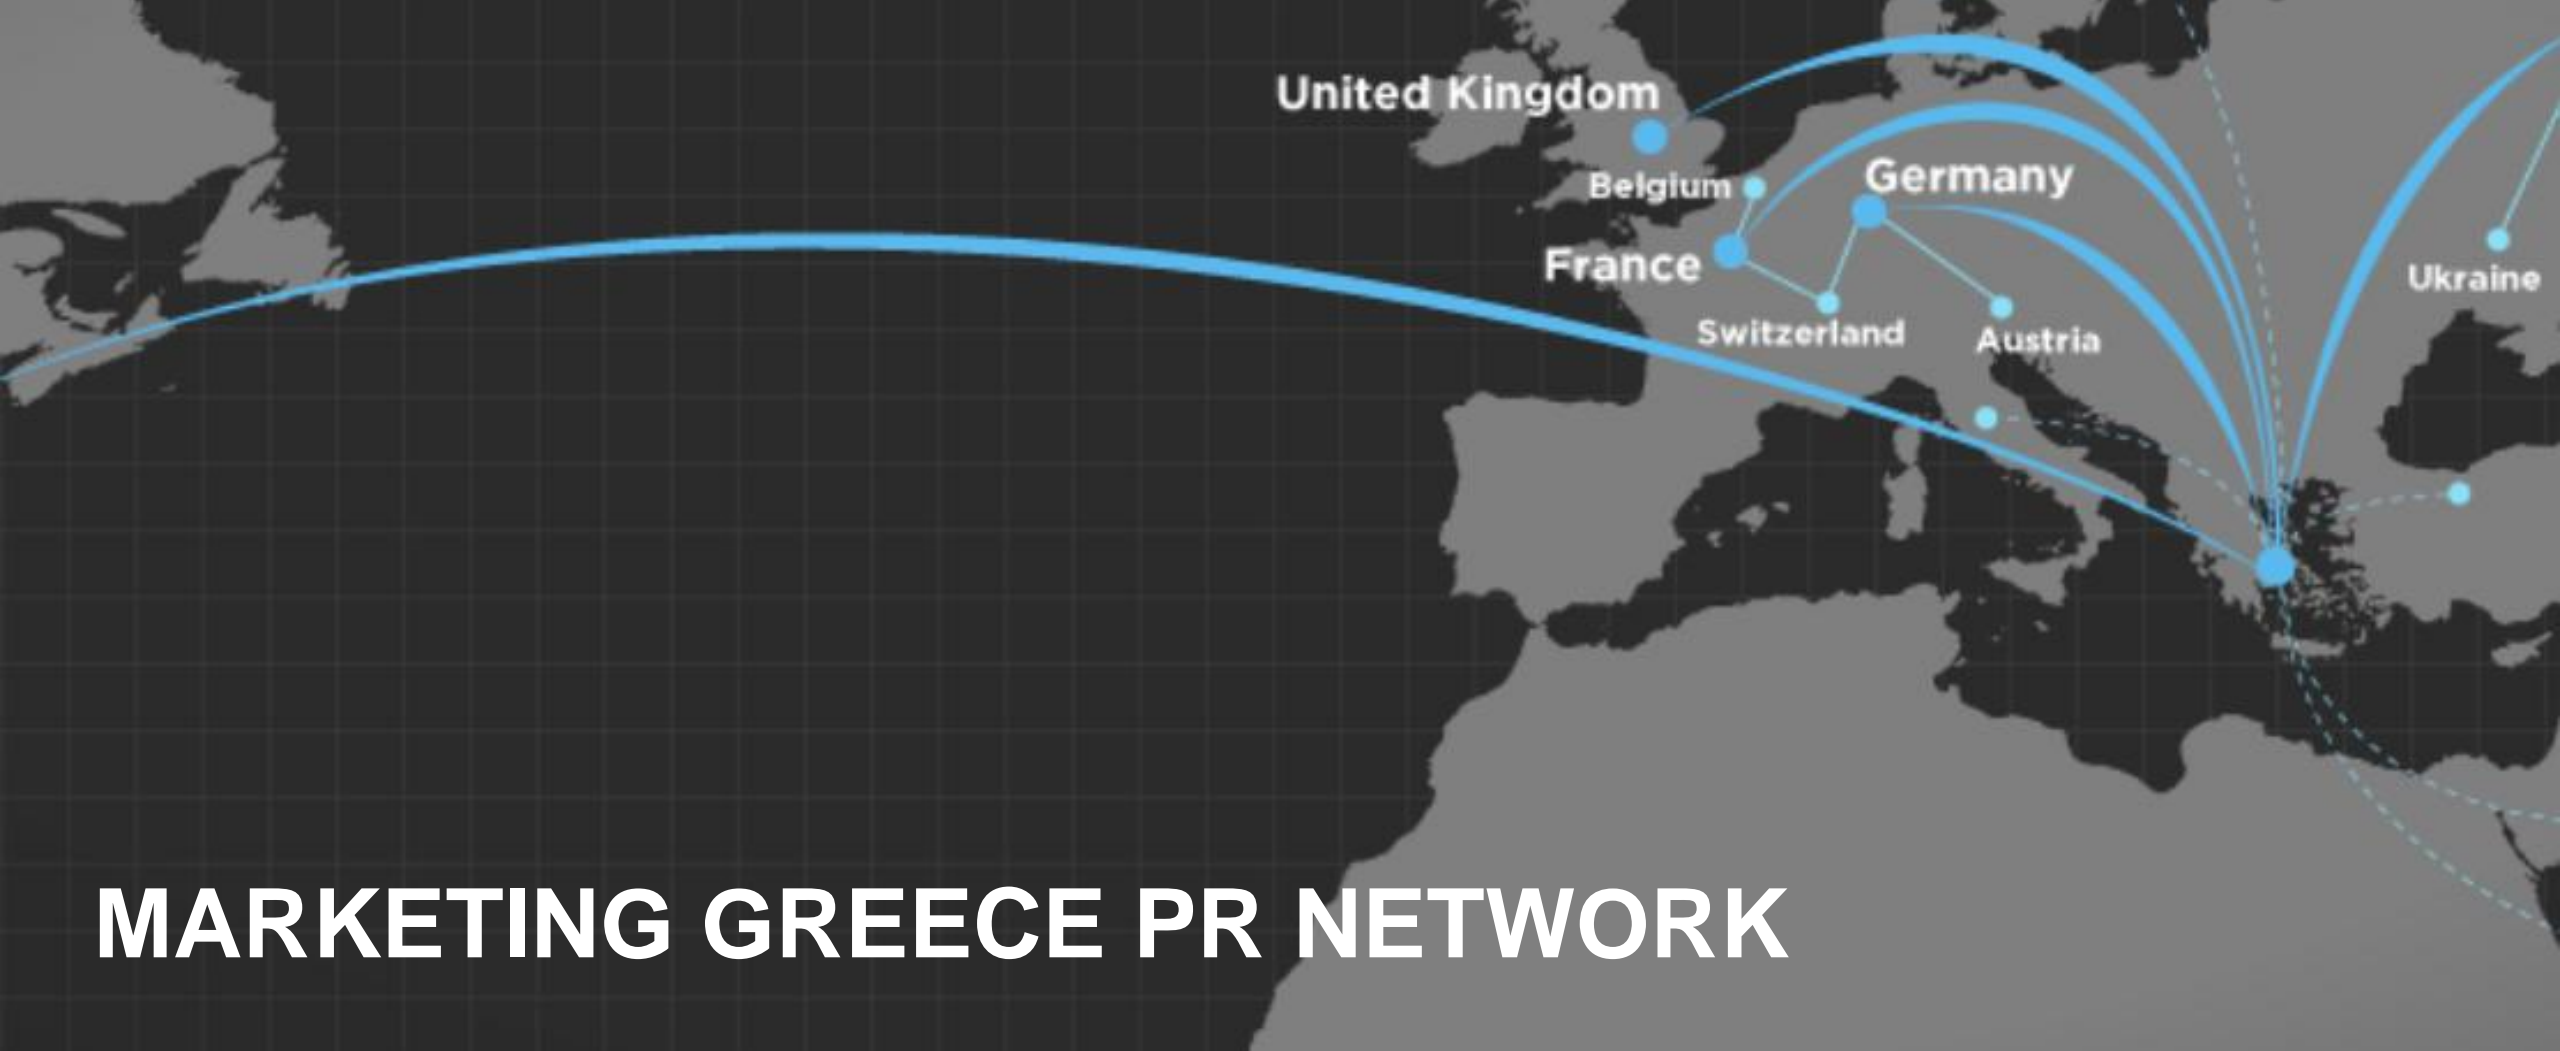 United Kingdom
Belgium
Germany
France
Switzerland
Austria
Ukraine
MARKETING GREECE PR NETWORK